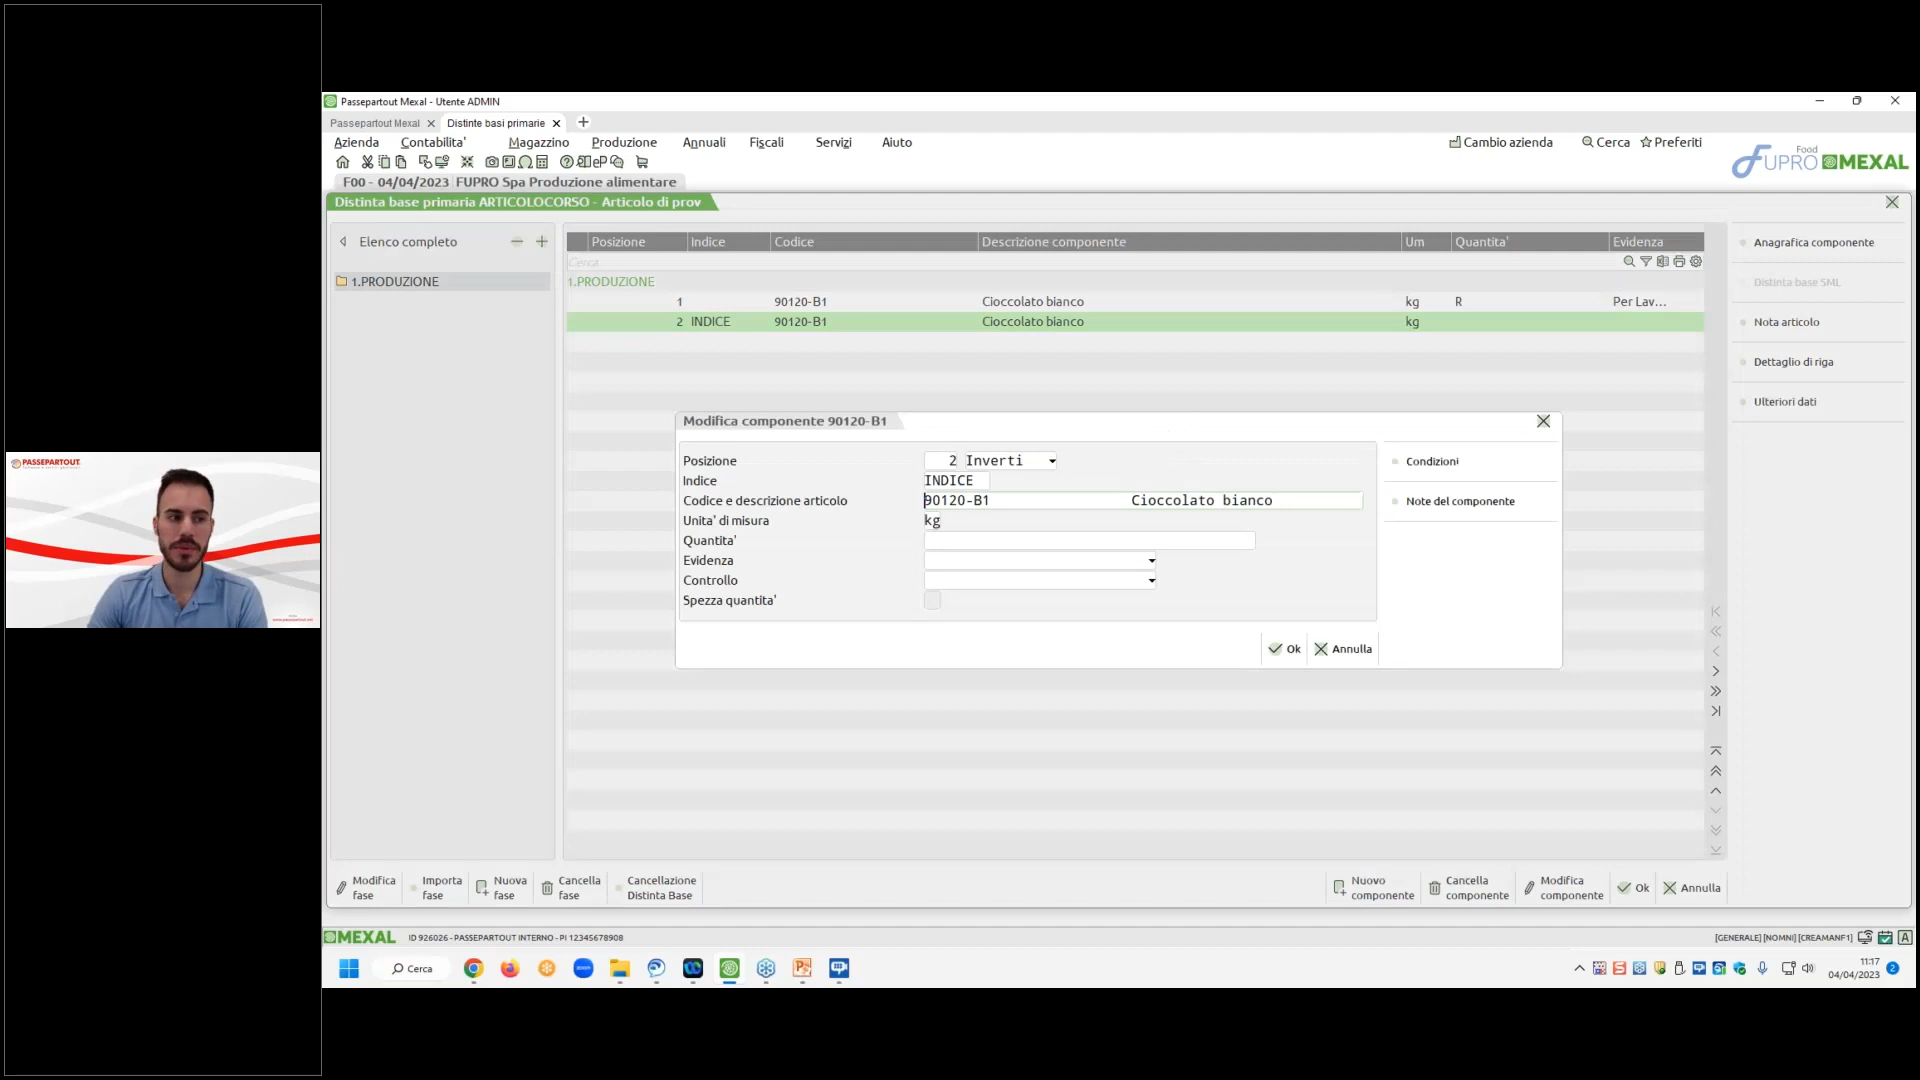 Passepartout Mexal - Utente ADMIN
Passepartout Mexal
Distinte basi primarie
Azienda Contabilita' Magazzino Produzione Annuali Fiscali Servizi Aiuto
Cambio azienda Cerca Preferiti
Food
FUPRO MEXAL
F00 - 04/04/2023 FUPRO Spa Produzione alimentare
Distinta base primaria ARTICOLOCORSO - Articolo di prov
Elenco completo
1.PRODUZIONE
Posizione Indice Codice Descrizione componente Um Quantita' Evidenza
Cerca
1.PRODUZIONE
1 90120-B1 Cioccolato bianco kg R Per Lav...
2 INDICE 90120-B1 Cioccolato bianco kg
Anagrafica componente
Distinta base SML
Nota articolo
Dettaglio di riga
Ulteriori dati
Modifica componente 90120-B1
Posizione 2 Inverti
Indice INDICE
Codice e descrizione articolo 90120-B1 Cioccolato bianco
Unita' di misura kg
Quantita'
Evidenza
Controllo
Spezza quantita'
Condizioni
Note del componente
Ok Annulla
PASSEPARTOUT
www.passepartout.net
Modifica fase
Importa fase
Nuova fase
Cancella fase
Cancellazione Distinta Base
Nuovo componente
Cancella componente
Modifica componente
Ok
Annulla
MEXAL ID 926026 - PASSEPARTOUT INTERNO - PI 12345678908
[GENERALE] [NOMNI] [CREAMANF1]
Cerca
11:17
04/04/2023
2